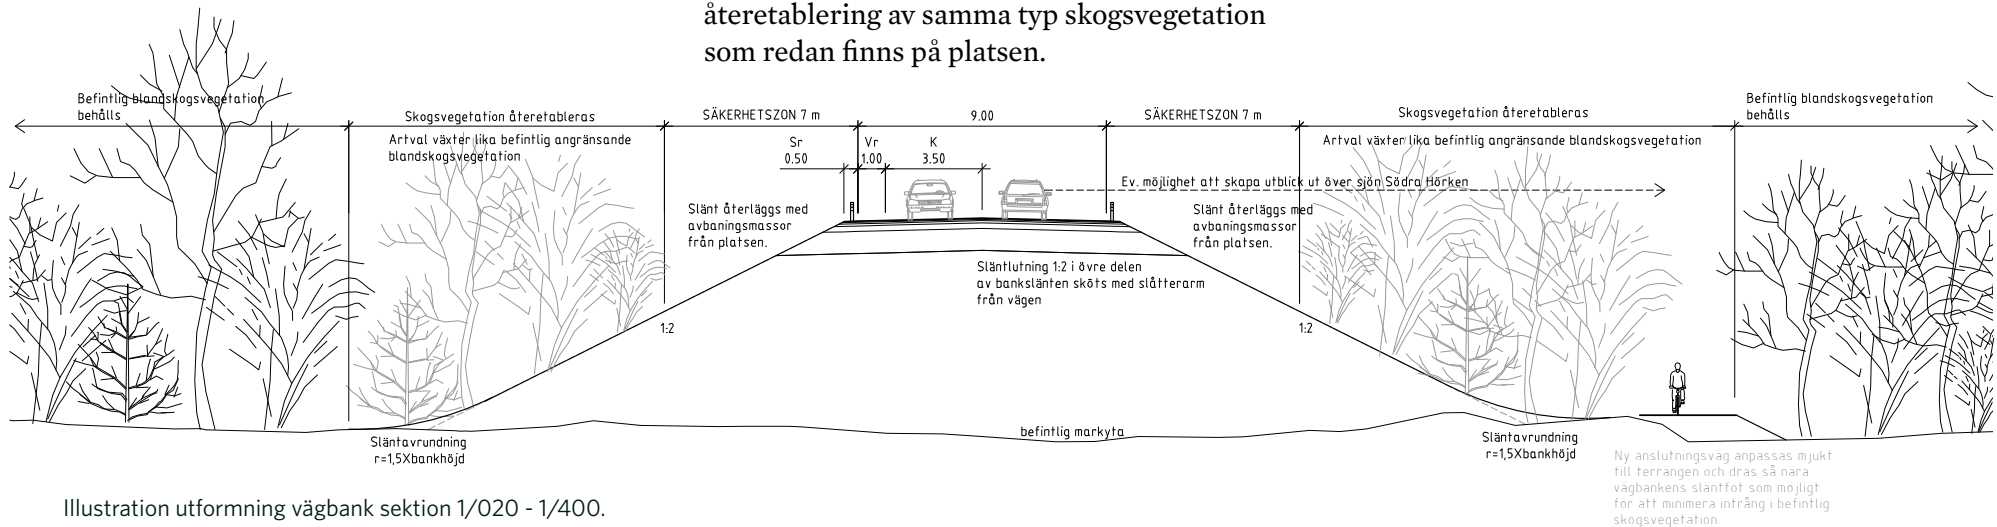 återetablering av samma typ skogsvegetation
som redan finns på platsen.
Befintlig blandskogsvegetation
behålls
Skogsvegetation återetableras
Artval växter lika befintlig angränsande
blandskogsvegetation
SÄKERHETSZON 7 m
9.00
SÄKERHETSZON 7 m
Skogsvegetation återetableras
Artval växter lika befintlig angränsande blandskogsvegetation
Befintlig blandskogsvegetation
behålls
Sr
0.50
Vr
1.00
K
3.50
Ev. möjlighet att skapa utblick ut över sjön Södra Hörken
Slänt återläggs med
avbaningsmassor
från platsen.
Slänt återläggs med
avbaningsmassor
från platsen.
Släntlutning 1:2 i övre delen
av bankslänten sköts med slåtterarm
från vägen
1:2
1:2
befintlig markyta
Släntavrundning
r=1,5Xbankhöjd
Släntavrundning
r=1,5Xbankhöjd
Ny anslutningsväg anpassas mjukt
till terrängen och dras så nära
vägbankens släntfot som möjligt
för att minimera intrång i befintlig
skogsvegetation.
Illustration utformning vägbank sektion 1/020 - 1/400.